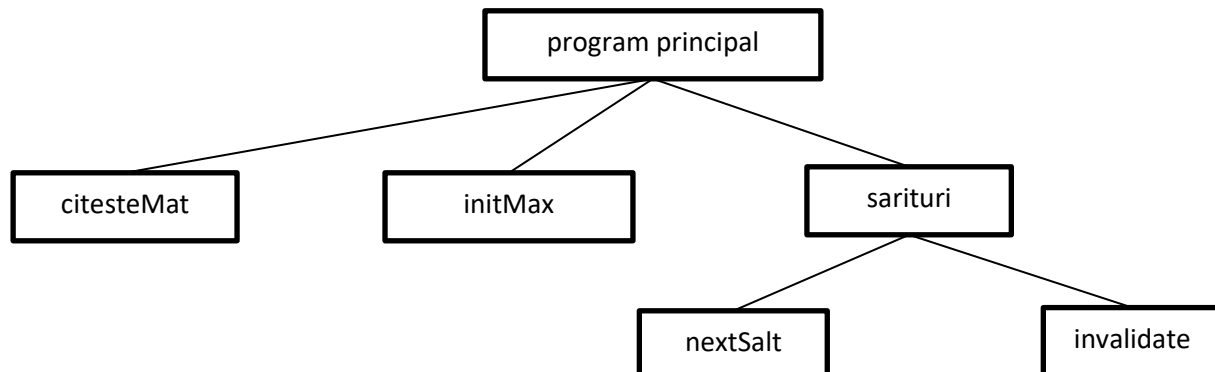 program principal
citesteMat
initMax
sarituri
nextSalt
invalidate